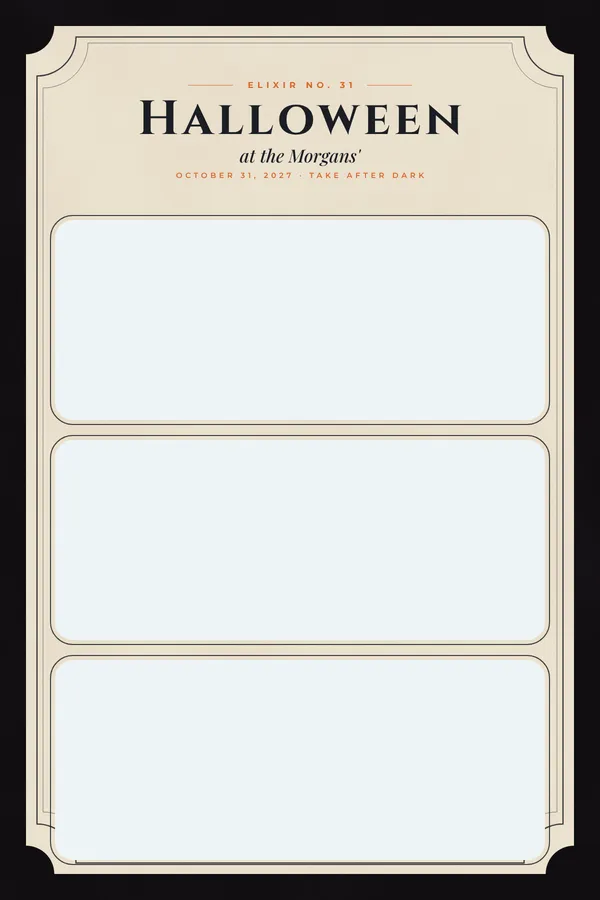 ELIXIR NO. 31
HALLOWEEN
at the Morgans'
OCTOBER 31, 2027 · TAKE AFTER DARK